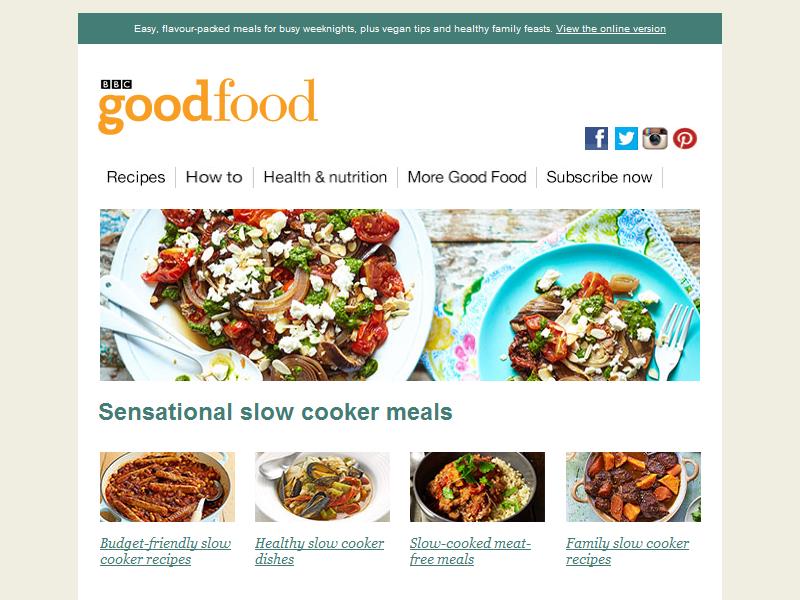 Easy, flavour-packed meals for busy weeknights, plus vegan tips and healthy family feasts. View the online version
BBC
goodfood
Recipes
How to
Health & nutrition
More Good Food
Subscribe now
Sensational slow cooker meals
Budget-friendly slow
cooker recipes
Healthy slow cooker
dishes
Slow-cooked meat-
free meals
Family slow cooker
recipes